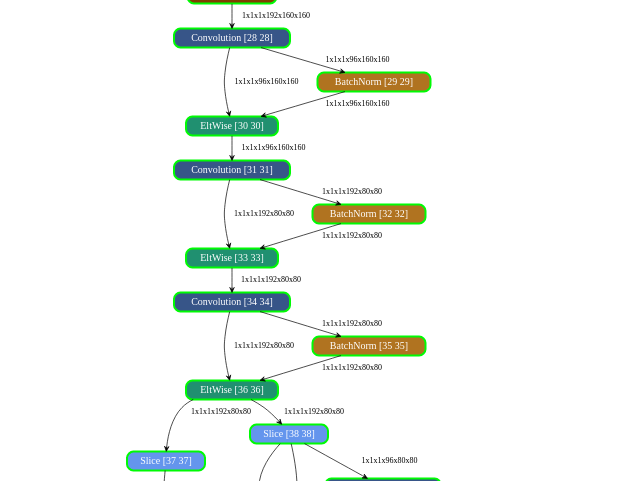 1x1x1x192x160x160
Convolution [28 28]
1x1x1x96x160x160
1x1x1x96x160x160
BatchNorm [29 29]
1x1x1x96x160x160
EltWise [30 30]
1x1x1x96x160x160
Convolution [31 31]
1x1x1x192x80x80
1x1x1x192x80x80
BatchNorm [32 32]
1x1x1x192x80x80
EltWise [33 33]
1x1x1x192x80x80
Convolution [34 34]
1x1x1x192x80x80
1x1x1x192x80x80
BatchNorm [35 35]
1x1x1x192x80x80
EltWise [36 36]
1x1x1x192x80x80
1x1x1x192x80x80
Slice [38 38]
Slice [37 37]
1x1x1x96x80x80